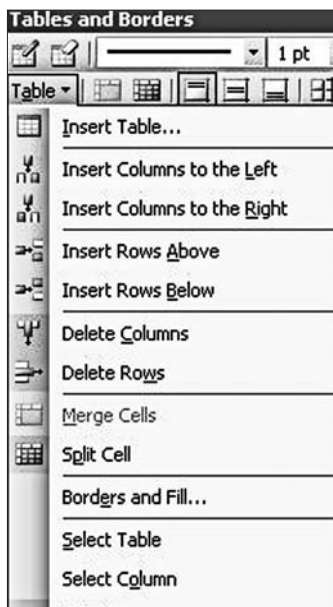 Tables and Borders
1 pt
Table
Insert Table...
Insert Columns to the Left
Insert Columns to the Right
Insert Rows Above
Insert Rows Below
Delete Columns
Delete Rows
Merge Cells
Split Cell
Borders and Fill...
Select Table
Select Column